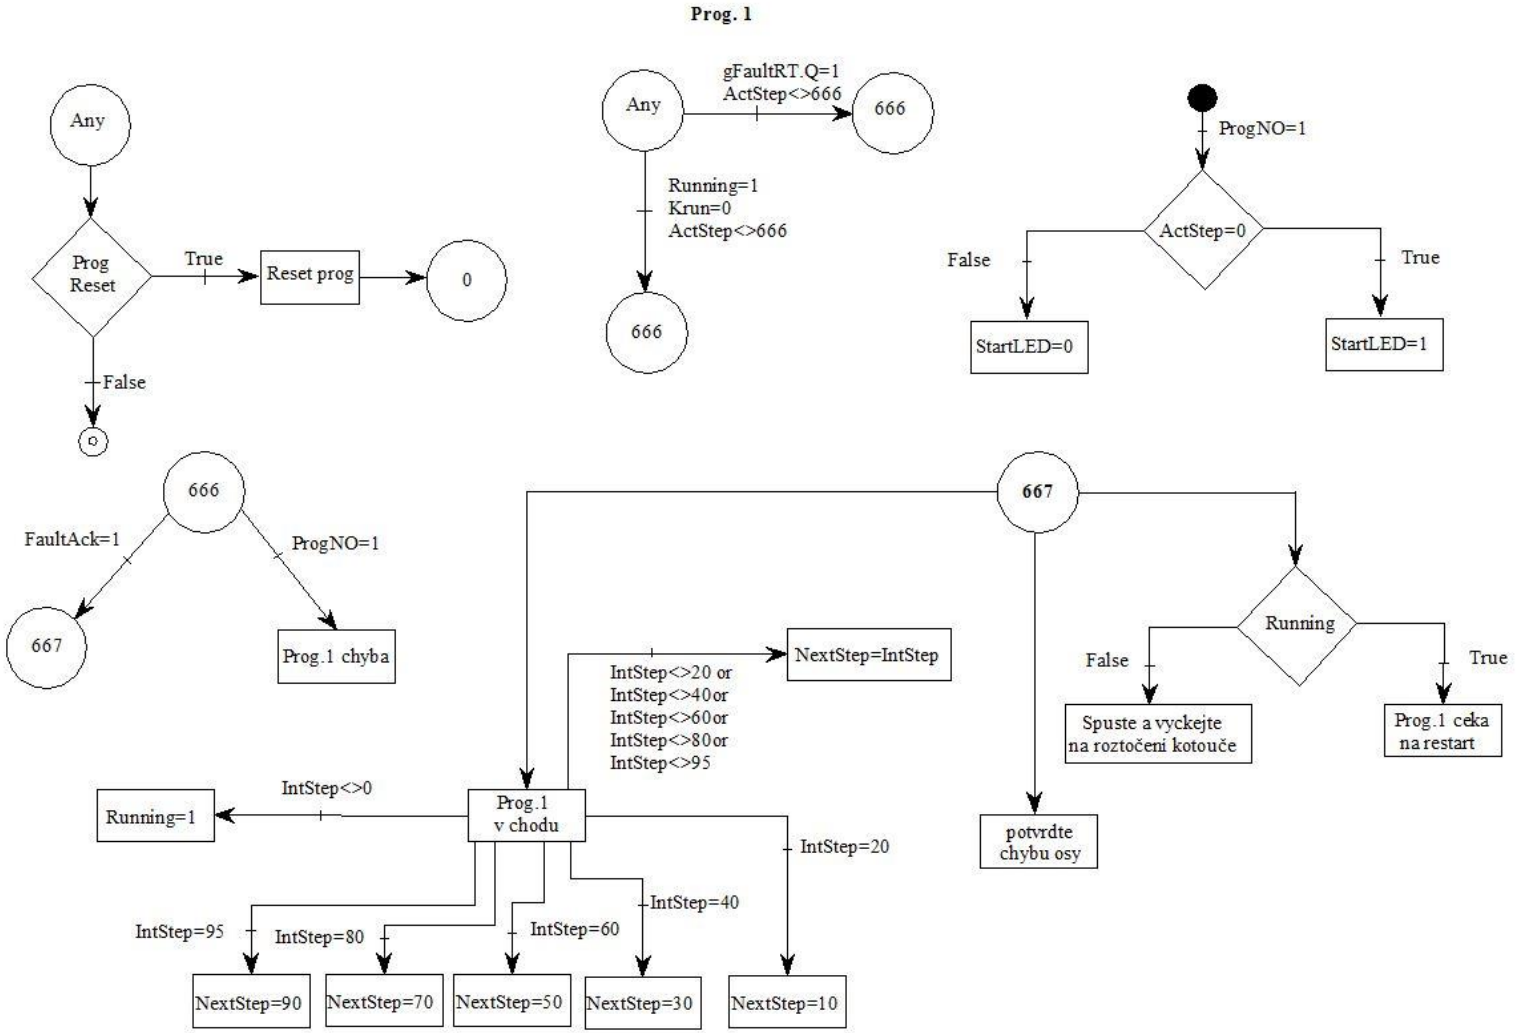 Prog. 1
Any
Prog
Reset
True
Reset prog
0
False
Any
gFaultRT.Q=1
ActStep<>666
666
Running=1
Krun=0
ActStep<>666
666
ProgNO=1
ActStep=0
False
True
StartLED=0
StartLED=1
666
FaultAck=1
ProgNO=1
667
Prog.1 chyba
667
Running
False
True
Spuste a vyckejte
na roztočeni kotouče
Prog.1 ceka
na restart
potvrdte
chybu osy
NextStep=IntStep
IntStep<>20 or
IntStep<>40or
IntStep<>60or
IntStep<>80or
IntStep<>95
Prog.1
v chodu
IntStep<>0
Running=1
IntStep=20
IntStep=40
IntStep=60
IntStep=80
IntStep=95
NextStep=90
NextStep=70
NextStep=50
NextStep=30
NextStep=10